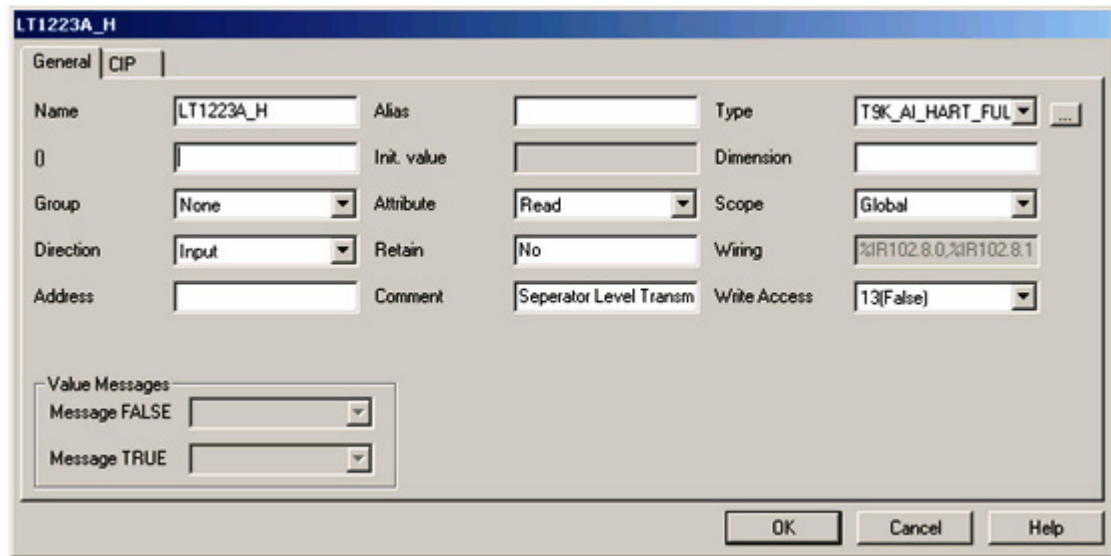 LT1223A_H
General CIP
Name LT1223A_H Alias Type T9K_AI_HART_FUL ...
() Init. value Dimension
Group None Attribute Read Scope Global
Direction Input Retain No Wiring %IR102.8.0,%IR102.8.1
Address Comment Seperator Level Transm Write Access 13(False)
Value Messages
Message FALSE
Message TRUE
OK Cancel Help